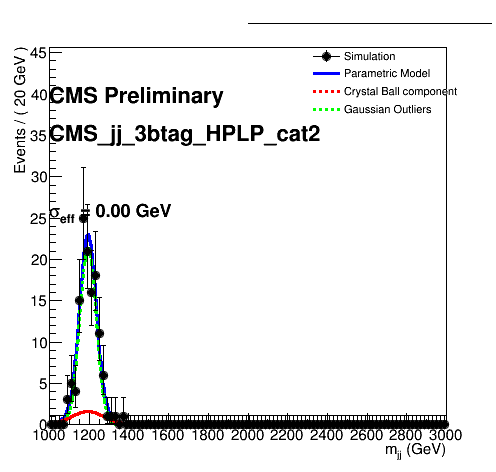 Simulation
Parametric Model
Crystal Ball component
Gaussian Outliers
CMS Preliminary
CMS_jj_3btag_HPLP_cat2
σeff = 0.00 GeV
Events / ( 20 GeV )
45
40
35
30
25
20
15
10
5
0
1000 1200 1400 1600 1800 2000 2200 2400 2600 2800 3000
mjj (GeV)